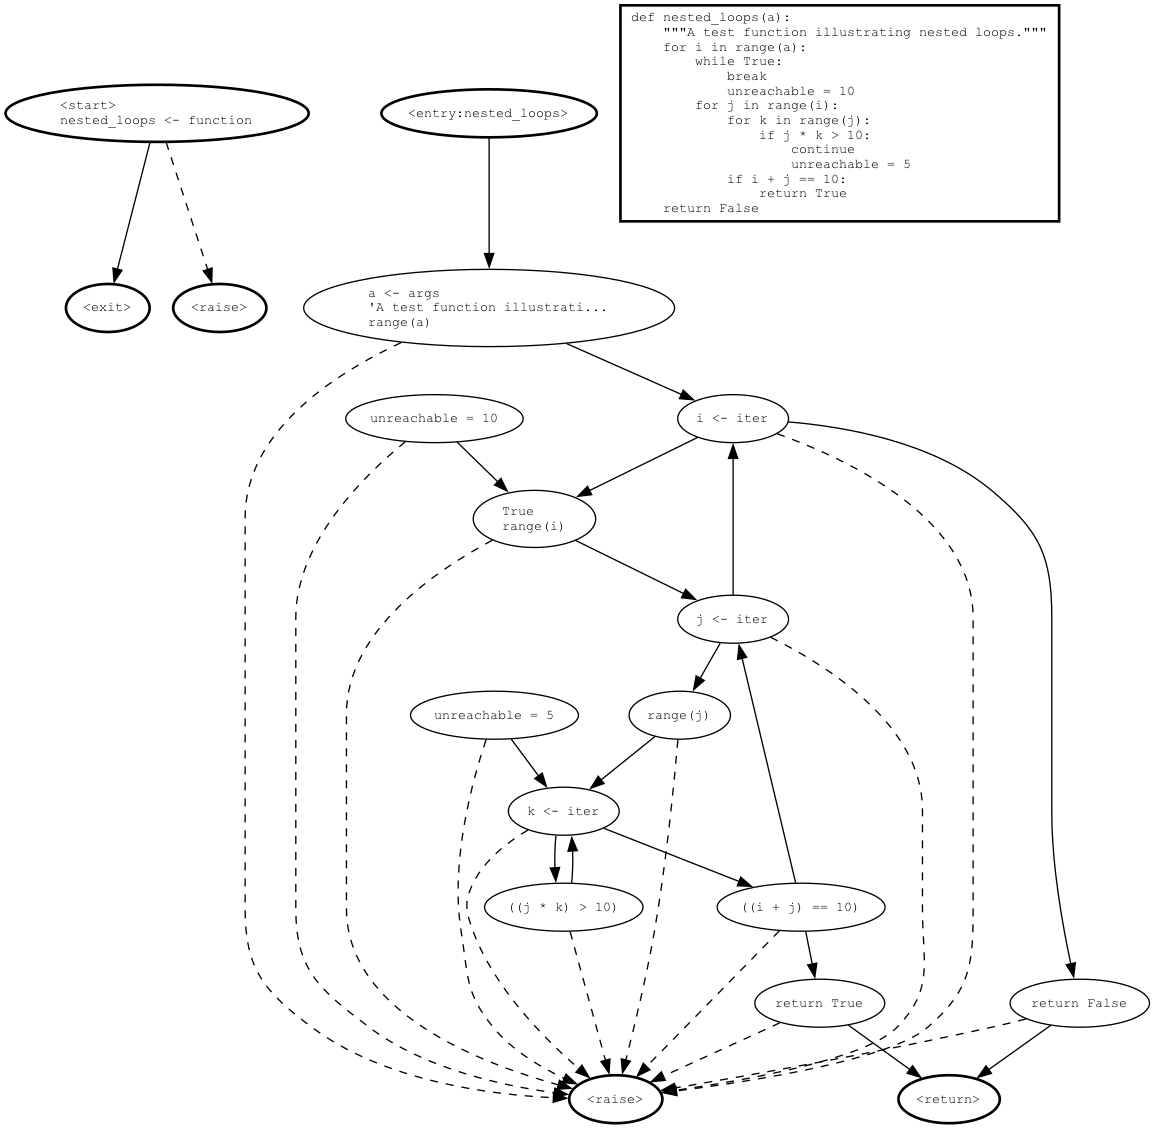 def nested_loops(a):
"""A test function illustrating nested loops."""
for i in range(a):
while True:
break
unreachable = 10
for j in range(i):
for k in range(j):
if j * k > 10:
continue
unreachable = 5
if i + j == 10:
return True
return False
<start>
nested_loops <- function
<entry:nested_loops>
<exit>
<raise>
a <- args
'A test function illustrati...
range(a)
unreachable = 10
i <- iter
True
range(i)
j <- iter
unreachable = 5
range(j)
k <- iter
((j * k) > 10)
((i + j) == 10)
return True
return False
<raise>
<return>